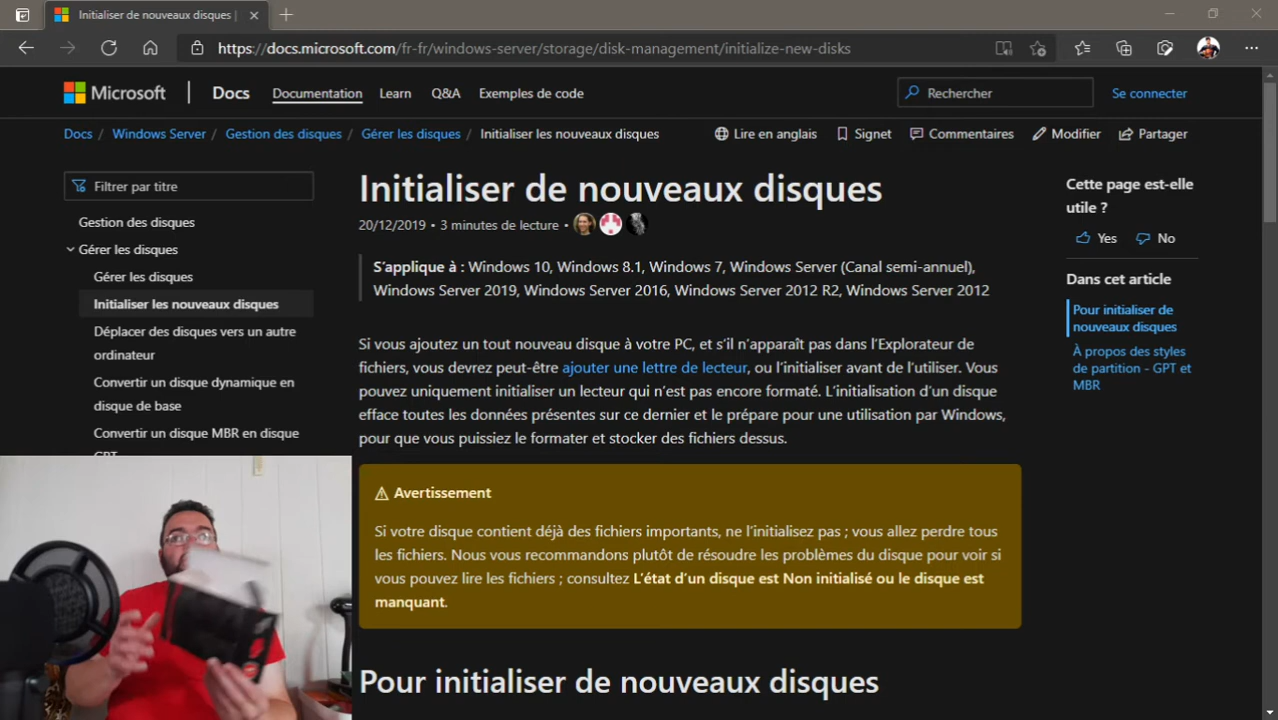 Initialiser de nouveaux disques |
https://docs.microsoft.com/fr-fr/windows-server/storage/disk-management/initialize-new-disks
Microsoft
Docs
Documentation
Learn
Q&A
Exemples de code
Rechercher
Se connecter
Docs / Windows Server / Gestion des disques / Gérer les disques / Initialiser les nouveaux disques
Lire en anglais
Signet
Commentaires
Modifier
Partager
Filtrer par titre
Gestion des disques
Gérer les disques
Gérer les disques
Initialiser les nouveaux disques
Déplacer des disques vers un autre
ordinateur
Convertir un disque dynamique en
disque de base
Convertir un disque MBR en disque
GPT
Initialiser de nouveaux disques
20/12/2019 • 3 minutes de lecture •
S'applique à : Windows 10, Windows 8.1, Windows 7, Windows Server (Canal semi-annuel),
Windows Server 2019, Windows Server 2016, Windows Server 2012 R2, Windows Server 2012
Si vous ajoutez un tout nouveau disque à votre PC, et s'il n'apparaît pas dans l'Explorateur de
fichiers, vous devrez peut-être ajouter une lettre de lecteur, ou l'initialiser avant de l'utiliser. Vous
pouvez uniquement initialiser un lecteur qui n'est pas encore formaté. L'initialisation d'un disque
efface toutes les données présentes sur ce dernier et le prépare pour une utilisation par Windows,
pour que vous puissiez le formater et stocker des fichiers dessus.
Avertissement
Si votre disque contient déjà des fichiers importants, ne l'initialisez pas ; vous allez perdre tous
les fichiers. Nous vous recommandons plutôt de résoudre les problèmes du disque pour voir si
vous pouvez lire les fichiers ; consultez L'état d'un disque est Non initialisé ou le disque est
manquant.
Pour initialiser de nouveaux disques
Cette page est-elle
utile ?
Yes
No
Dans cet article
Pour initialiser de
nouveaux disques
À propos des styles
de partition - GPT et
MBR